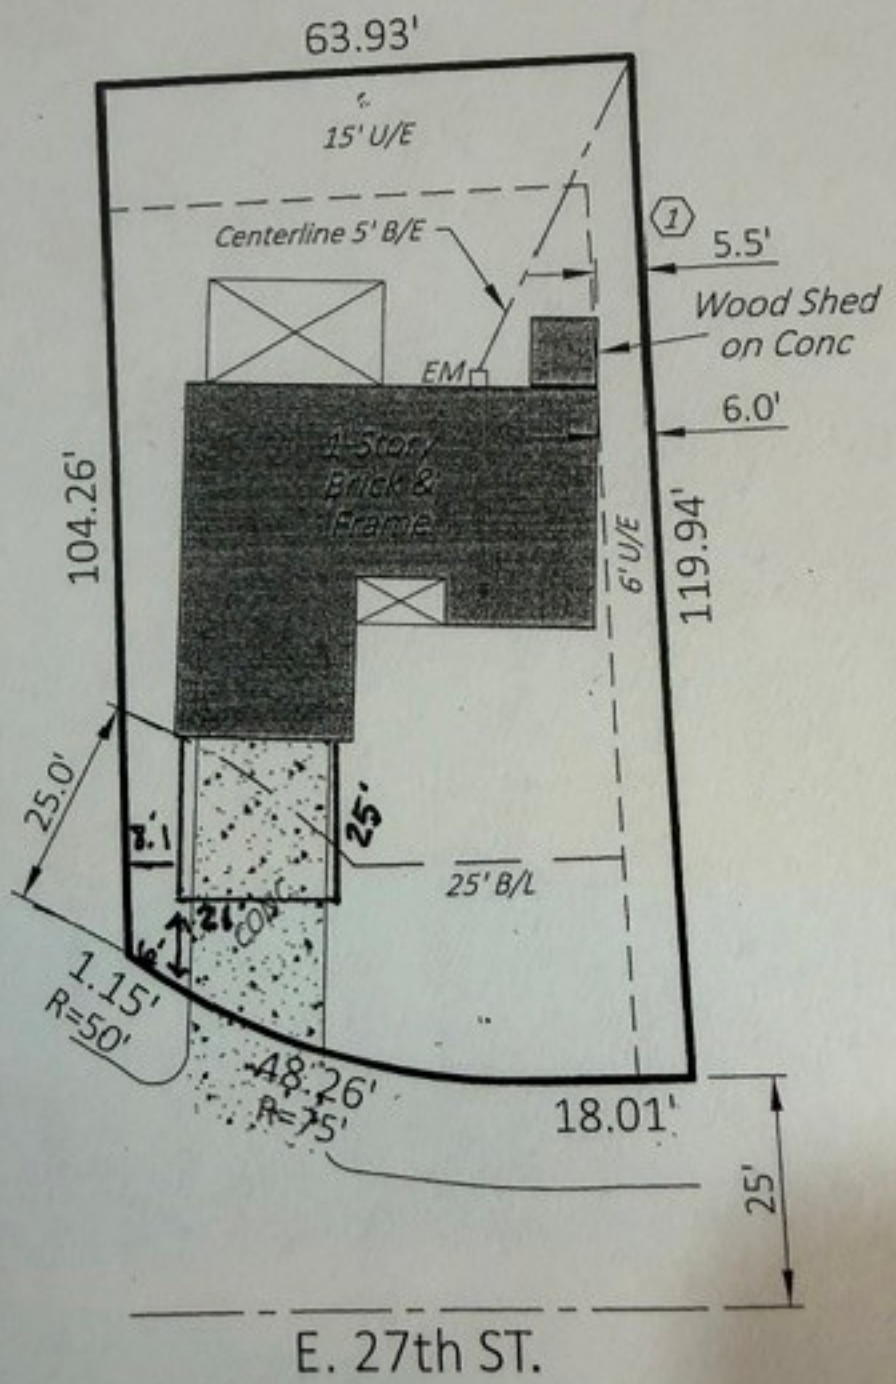 63.93'
15' U/E
Centerline 5' B/E
1
5.5'
Wood Shed
on Conc
EM
6.0'
1-Story
Brick &
Frame
104.26'
119.94'
6' U/E
25.0'
8.1'
25'
25' B/L
21'
CONC
1.15'
R=50'
48.26'
R=75'
18.01'
25'
E. 27th ST.